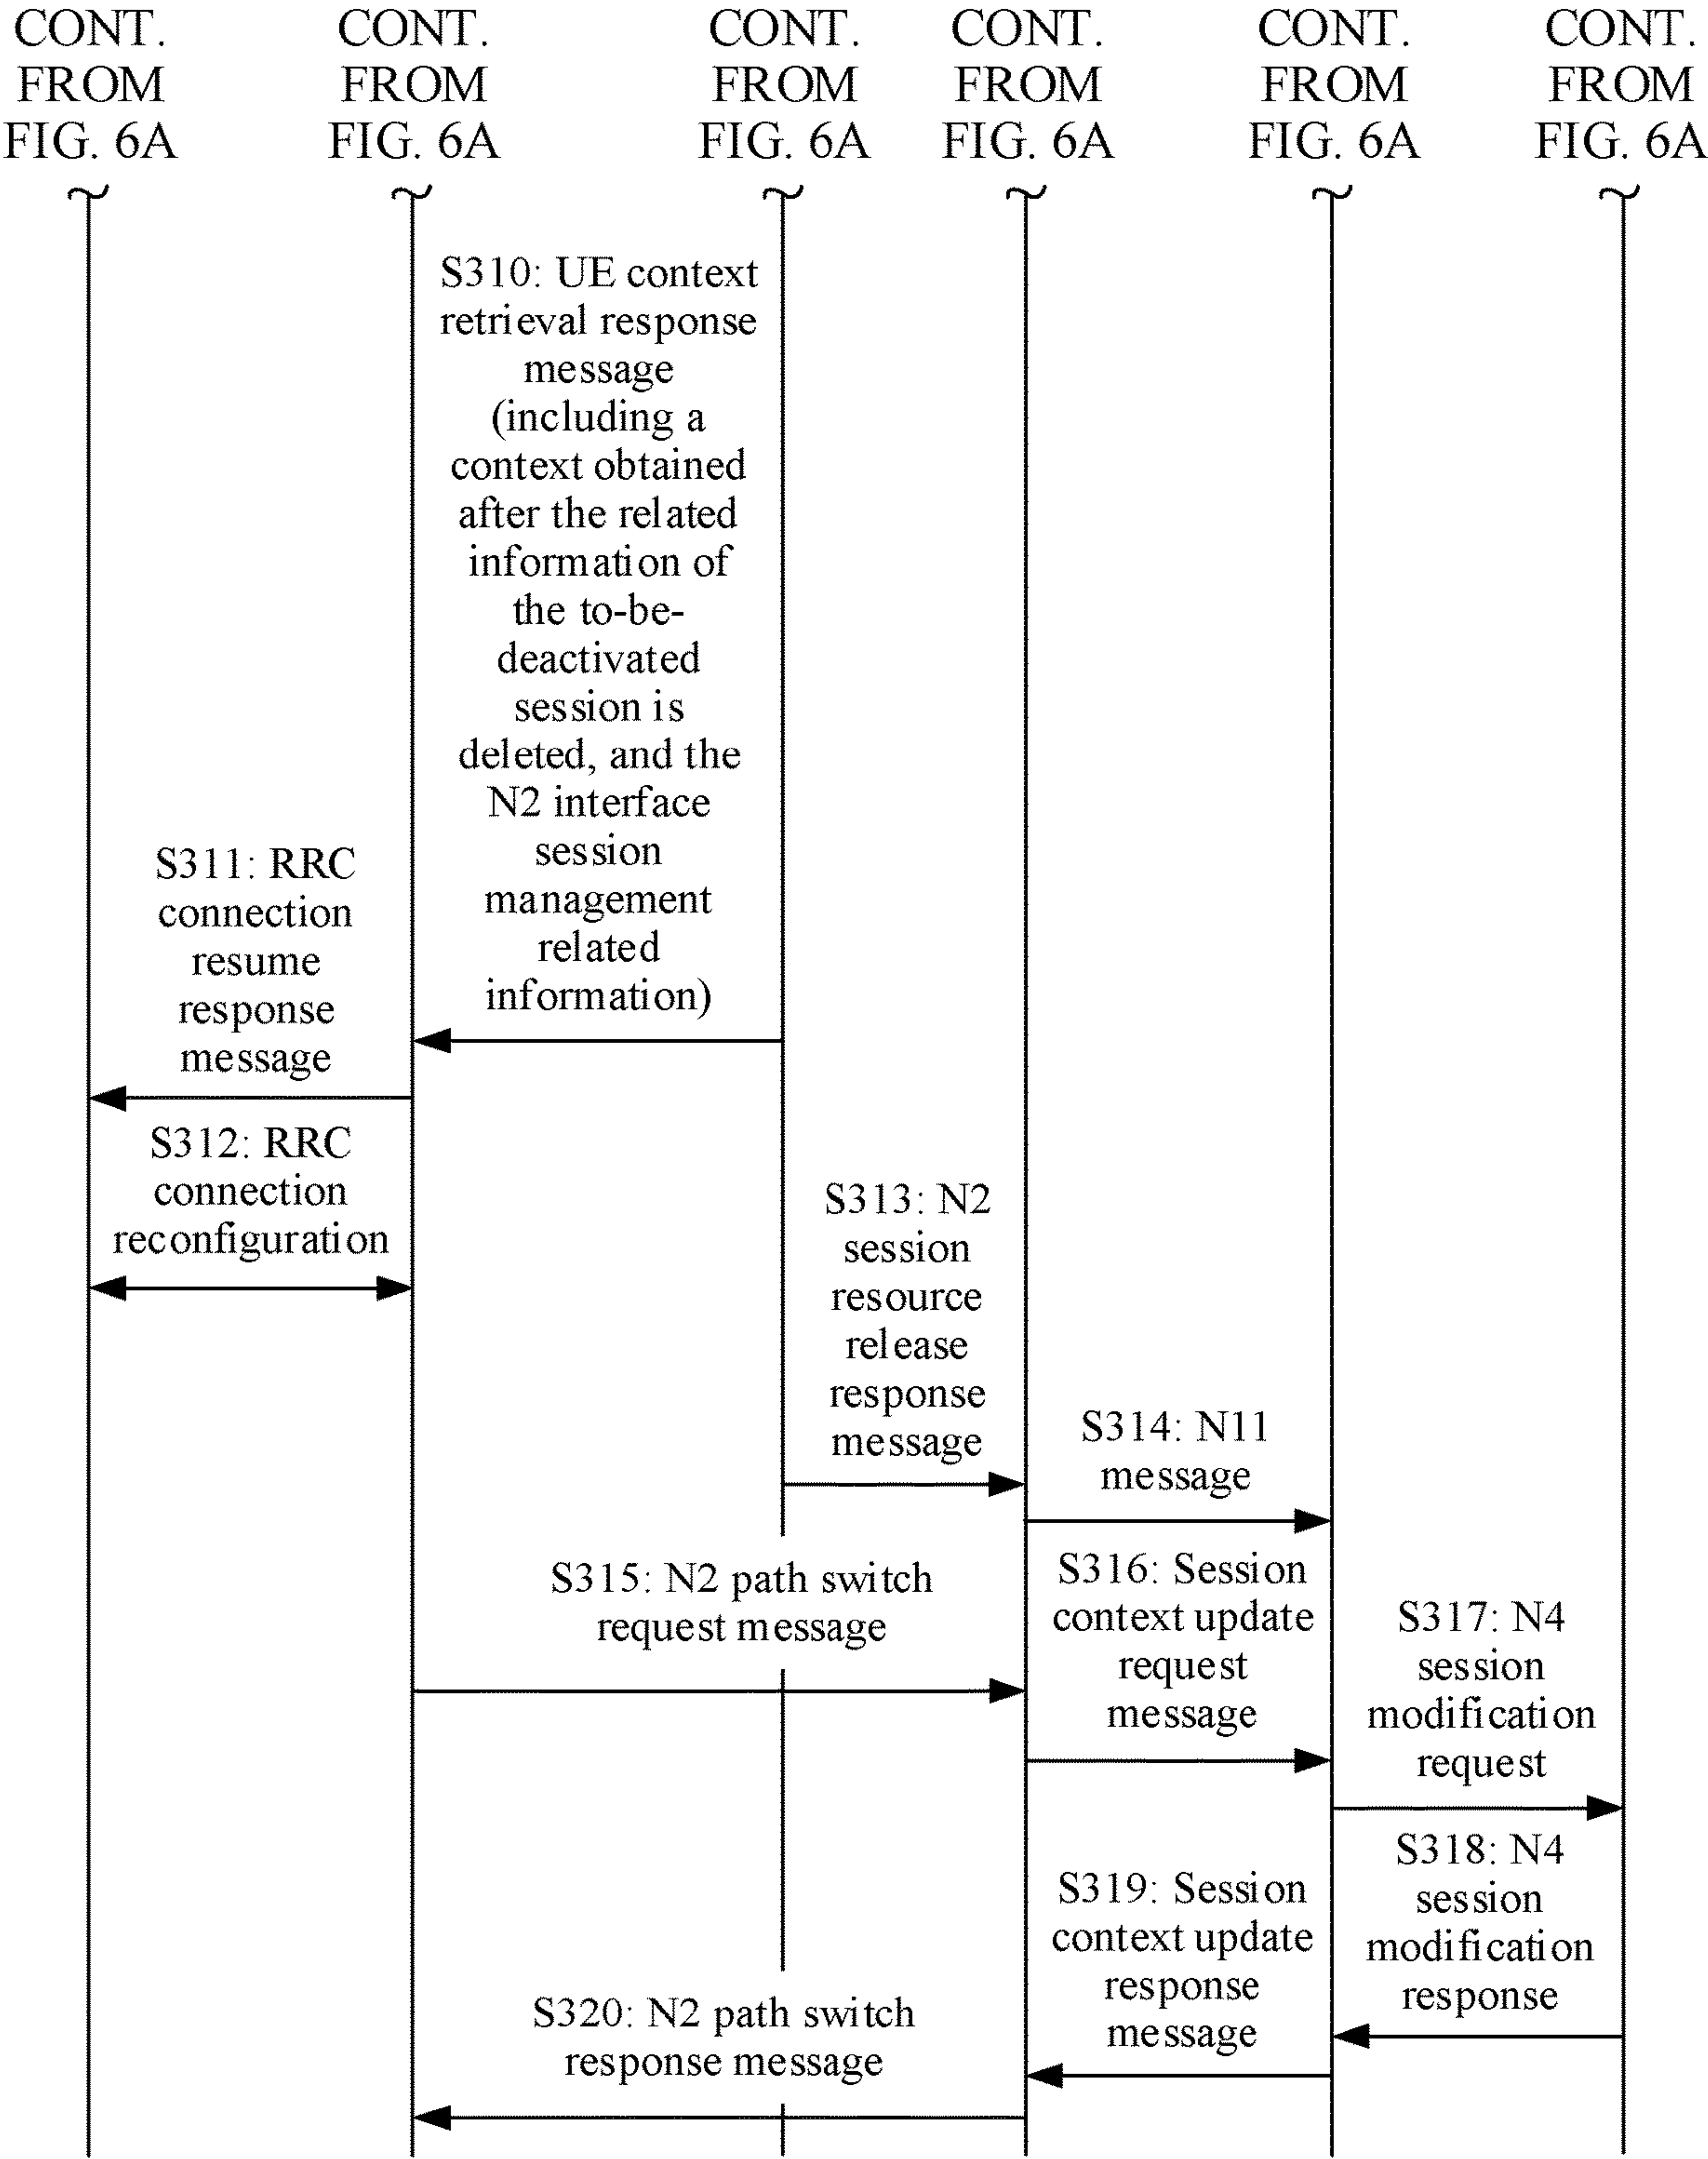 CONT.
FROM
FIG. 6A
CONT.
FROM
FIG. 6A
CONT.
FROM
FIG. 6A
CONT.
FROM
FIG. 6A
CONT.
FROM
FIG. 6A
CONT.
FROM
FIG. 6A
S310: UE context
retrieval response
message
(including a
context obtained
after the related
information of
the to-be-
deactivated
session is
deleted, and the
N2 interface
session
management
related
information)
S311: RRC
connection
resume
response
message
S312: RRC
connection
reconfiguration
S313: N2
session
resource
release
response
message
S314: N11
message
S315: N2 path switch
request message
S316: Session
context update
request
message
S317: N4
session
modification
request
S318: N4
session
modification
response
S319: Session
context update
response
message
S320: N2 path switch
response message